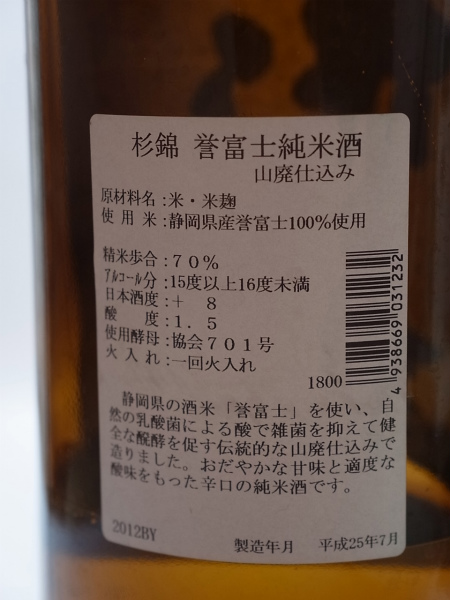 杉錦 誉富士純米酒
山廃仕込み
原材料名:米・米麹
使用米:静岡県産誉富士100%使用
精米歩合:70%
アルコール分:15度以上16度未満
日本酒度:+ 8
酸 度:1.5
使用酵母:協会701号
火入れ:一回火入れ
1800
4 938669 031232
静岡県の酒米「誉富士」を使い、自
然の乳酸菌による酸で雑菌を抑えて健
全な醗酵を促す伝統的な山廃仕込みで
造りました。おだやかな甘味と適度な
酸味をもった辛口の純米酒です。
2012BY
製造年月 平成25年7月